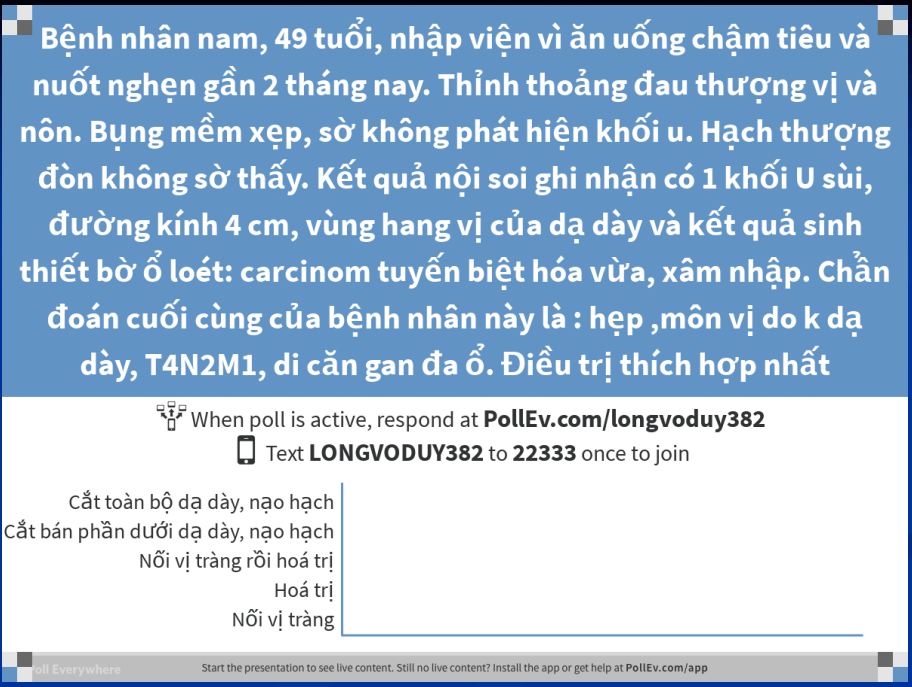 Bệnh nhân nam, 49 tuổi, nhập viện vì ăn uống chậm tiêu và
nuốt nghẹn gần 2 tháng nay. Thỉnh thoảng đau thượng vị và
nôn. Bụng mềm xẹp, sờ không phát hiện khối u. Hạch thượng
đòn không sờ thấy. Kết quả nội soi ghi nhận có 1 khối U sùi,
đường kính 4 cm, vùng hang vị của dạ dày và kết quả sinh
thiết bờ ổ loét: carcinom tuyến biệt hóa vừa, xâm nhập. Chẩn
đoán cuối cùng của bệnh nhân này là : hẹp ,môn vị do k dạ
dày, T4N2M1, di căn gan đa ổ. Điều trị thích hợp nhất
When poll is active, respond at PollEv.com/longvoduy382
Text LONGVODUY382 to 22333 once to join
Cắt toàn bộ dạ dày, nạo hạch
Cắt bán phần dưới dạ dày, nạo hạch
Nối vị tràng rồi hoá trị
Hoá trị
Nối vị tràng
Poll Everywhere
Start the presentation to see live content. Still no live content? Install the app or get help at PollEv.com/app